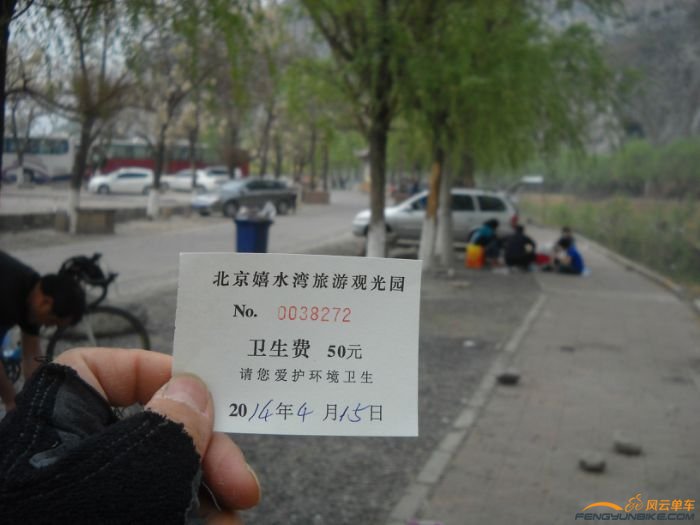 北京嬉水湾旅游观光园
No. 0038272
卫生费 50元
请您爱护环境卫生
2014年4月15日
风云单车
FENGYUNBIKE.COM